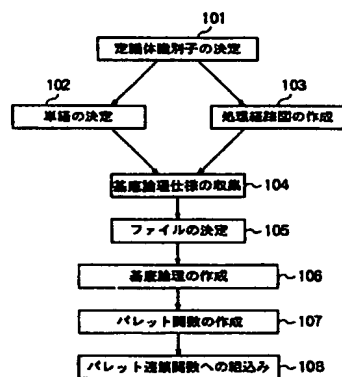 101
定議体識別子の決定
102
103
単語の決定
処理経路図の作成
基底論理仕様の収集
104
ファイルの決定
105
基底論理の作成
106
パレット関数の作成
107
パレット連鎖関数への組込み
108